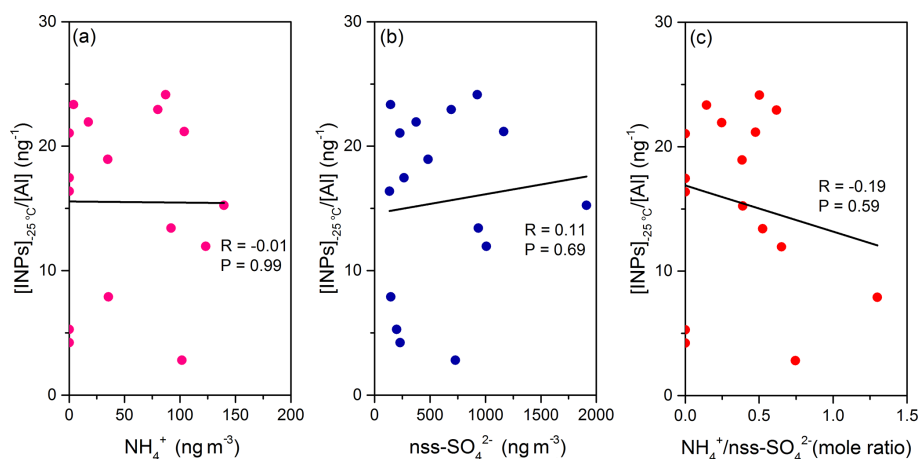 (a)
[INPs]-25 °C/[Al] (ng⁻¹)
30
20
10
0
R = -0.01
P = 0.99
0 50 100 150 200
NH₄⁺ (ng m⁻³)
(b)
[INPs]-25 °C/[Al] (ng⁻¹)
30
20
10
0
R = 0.11
P = 0.69
0 500 1000 1500 2000
nss-SO₄²⁻ (ng m⁻³)
(c)
[INPs]-25 °C/[Al] (ng⁻¹)
30
20
10
0
R = -0.19
P = 0.59
0.0 0.5 1.0 1.5
NH₄⁺/nss-SO₄²⁻(mole ratio)